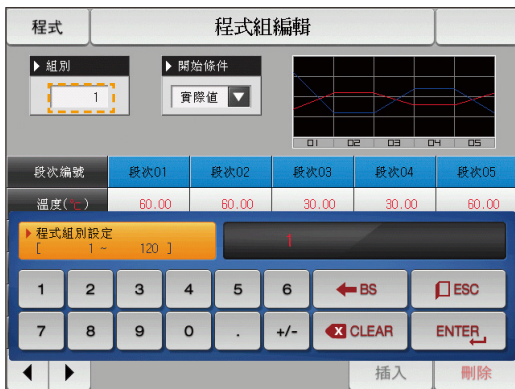 程式 程式組編輯
組別 開始條件
1 實際値
01 02 03 04 05
段次編號 段次01 段次02 段次03 段次04 段次05
溫度(℃) 60.00 60.00 30.00 30.00 60.00
程式組別設定
[ 1 ~ 120 ] 1
1 2 3 4 5 6 BS ESC
7 8 9 0 . +/- CLEAR ENTER
插入 刪除